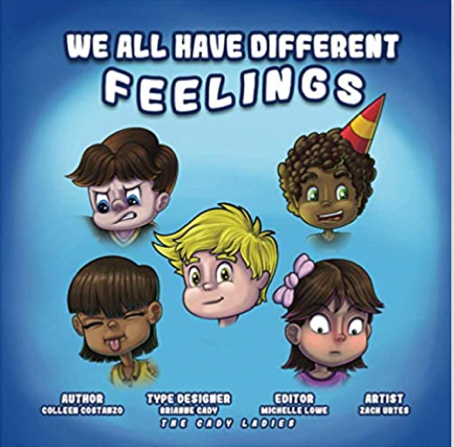 WE ALL HAVE DIFFERENT
FEELINGS
AUTHOR TYPE DESIGNER EDITOR ARTIST
COLLEEN COSTANZO BRIANNE CADY MICHELLE LOWE ZACH URTES
THE CADY LADIES